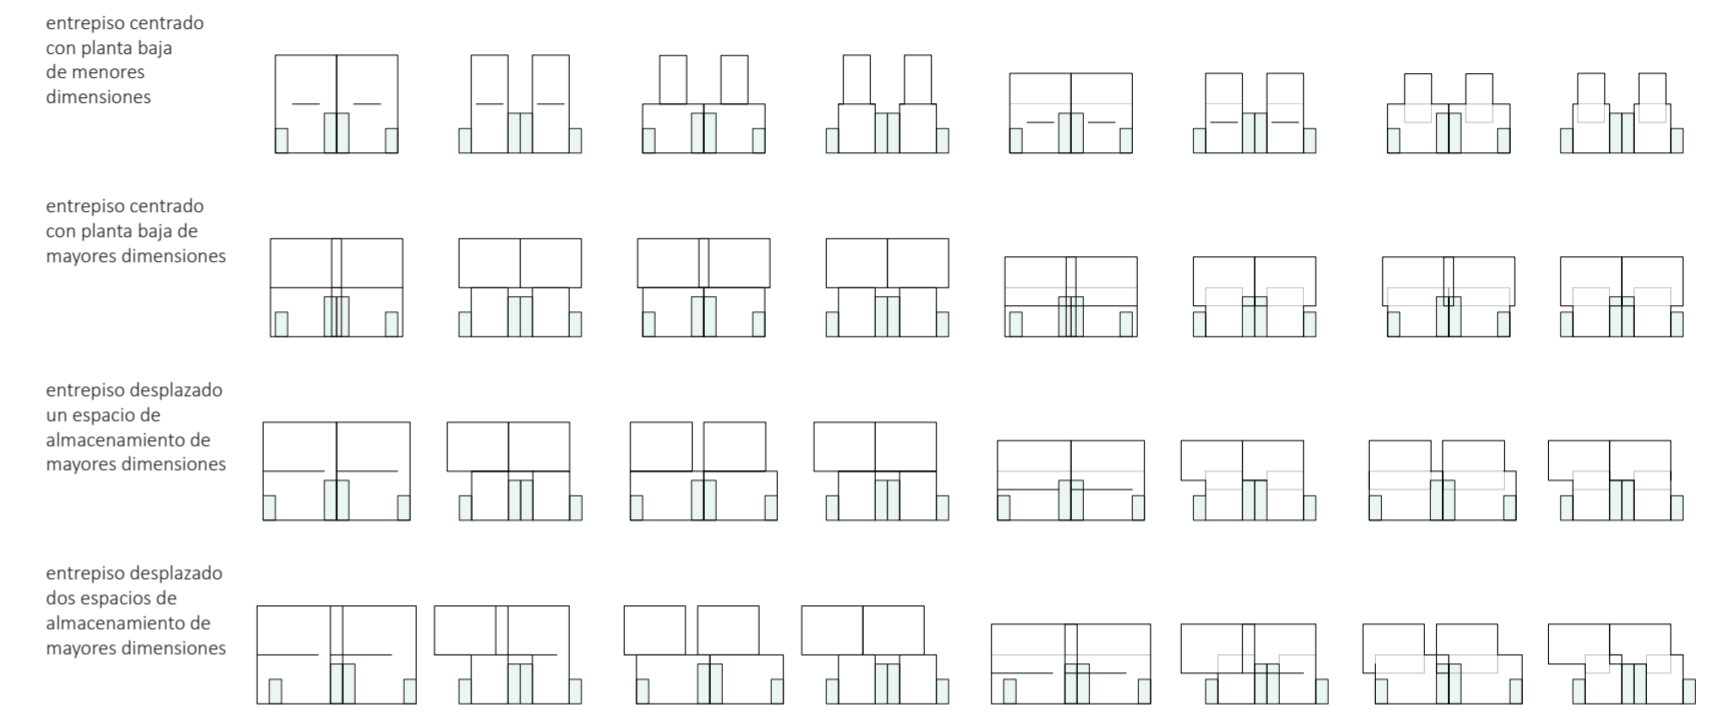 entrepiso centrado
con planta baja
de menores
dimensiones
entrepiso centrado
con planta baja de
mayores dimensiones
entrepiso desplazado
un espacio de
almacenamiento de
mayores dimensiones
entrepiso desplazado
dos espacios de
almacenamiento de
mayores dimensiones